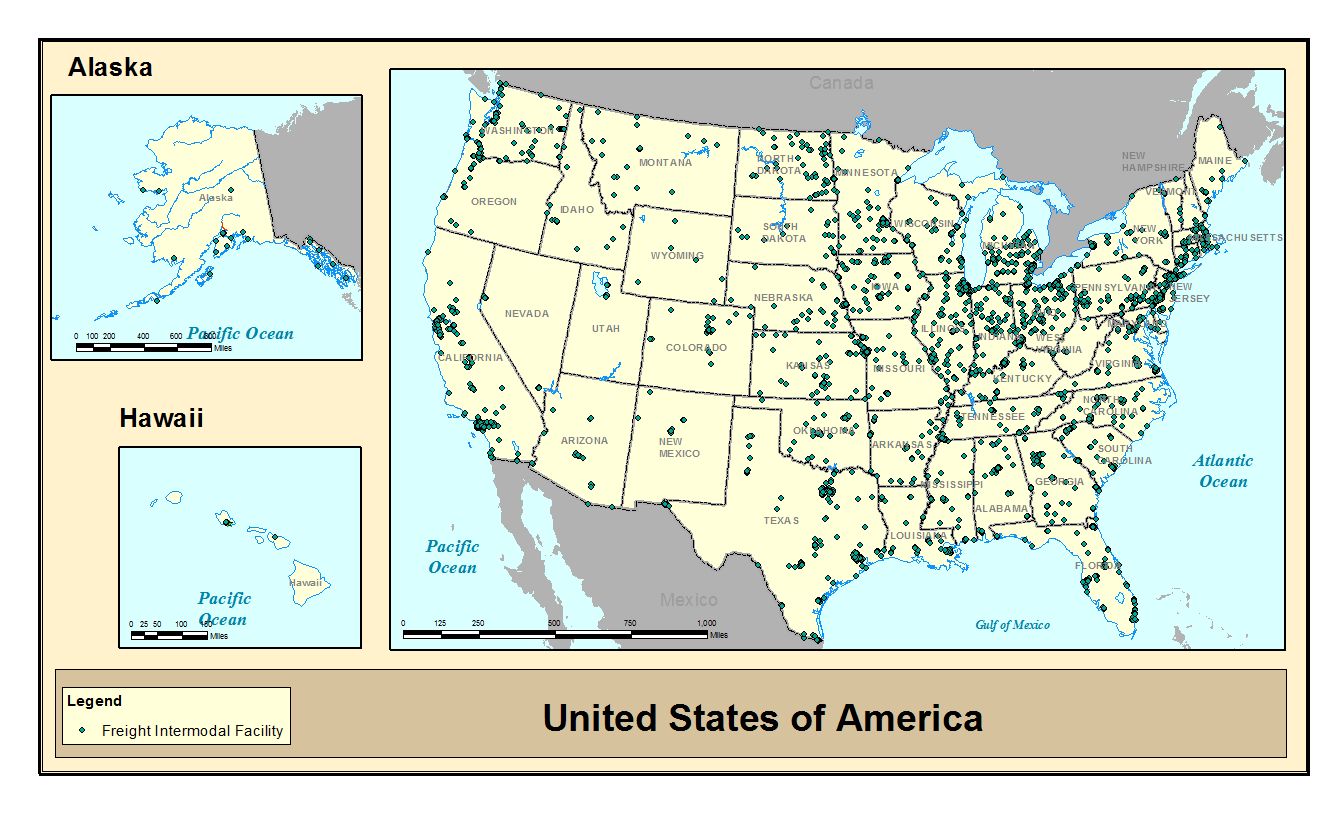 Alaska
Alaska
Pacific Ocean
0 100 200 400 600 800
Miles
Hawaii
Hawaii
Pacific
Ocean
0 25 50 100 150
Miles
Canada
WASHINGTON
MONTANA
NORTH
DAKOTA
MINNESOTA
NEW
HAMPSHIRE
MAINE
VERMONT
OREGON
IDAHO
SOUTH
DAKOTA
WISCONSIN
MICHIGAN
NEW
YORK
MASSACHUSETTS
WYOMING
NEBRASKA
IOWA
PENNSYLVANIA
NEW
JERSEY
NEVADA
UTAH
COLORADO
ILLINOIS
INDIANA
WEST
VIRGINIA
CALIFORNIA
KANSAS
MISSOURI
KENTUCKY
VIRGINIA
ARIZONA
NEW
MEXICO
OKLAHOMA
ARKANSAS
TENNESSEE
NORTH
CAROLINA
SOUTH
CAROLINA
MISSISSIPPI
ALABAMA
GEORGIA
TEXAS
LOUISIANA
FLORIDA
Atlantic
Ocean
Pacific
Ocean
Mexico
Gulf of Mexico
0 125 250 500 750 1,000
Miles
Legend
Freight Intermodal Facility
United States of America